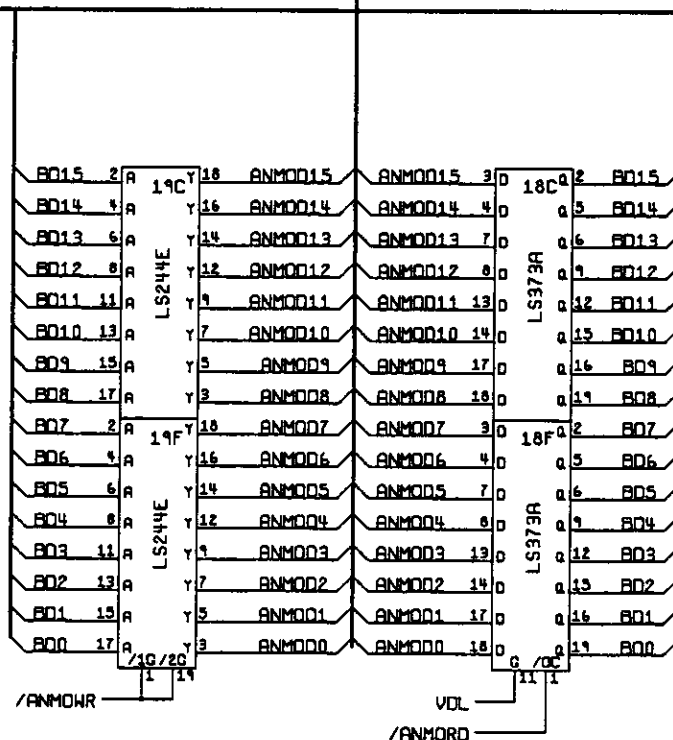 BD15 2 A 19C Y 18 ANMOD15 ANMOD15 3 D 18C Q 2 BD15
BD14 4 A Y 16 ANMOD14 ANMOD14 4 D Q 5 BD14
BD13 6 A Y 14 ANMOD13 ANMOD13 7 D Q 6 BD13
BD12 8 A Y 12 ANMOD12 ANMOD12 8 D Q 9 BD12
LS244E LS373A
BD11 11 A Y 9 ANMOD11 ANMOD11 13 D Q 12 BD11
BD10 13 A Y 7 ANMOD10 ANMOD10 14 D Q 15 BD10
BD9 15 A Y 5 ANMOD9 ANMOD9 17 D Q 16 BD9
BD8 17 A Y 3 ANMOD8 ANMOD8 18 D Q 19 BD8
BD7 2 A 19F Y 18 ANMOD7 ANMOD7 3 D 18F Q 2 BD7
BD6 4 A Y 16 ANMOD6 ANMOD6 4 D Q 5 BD6
BD5 6 A Y 14 ANMOD5 ANMOD5 7 D Q 6 BD5
BD4 8 A Y 12 ANMOD4 ANMOD4 8 D Q 9 BD4
LS244E LS373A
BD3 11 A Y 9 ANMOD3 ANMOD3 13 D Q 12 BD3
BD2 13 A Y 7 ANMOD2 ANMOD2 14 D Q 15 BD2
BD1 15 A Y 5 ANMOD1 ANMOD1 17 D Q 16 BD1
BD0 17 A Y 3 ANMOD0 ANMOD0 18 D Q 19 BD0
/1G /2G G /OC
1 19 11 1
/ANMOWR VDL
/ANMORD